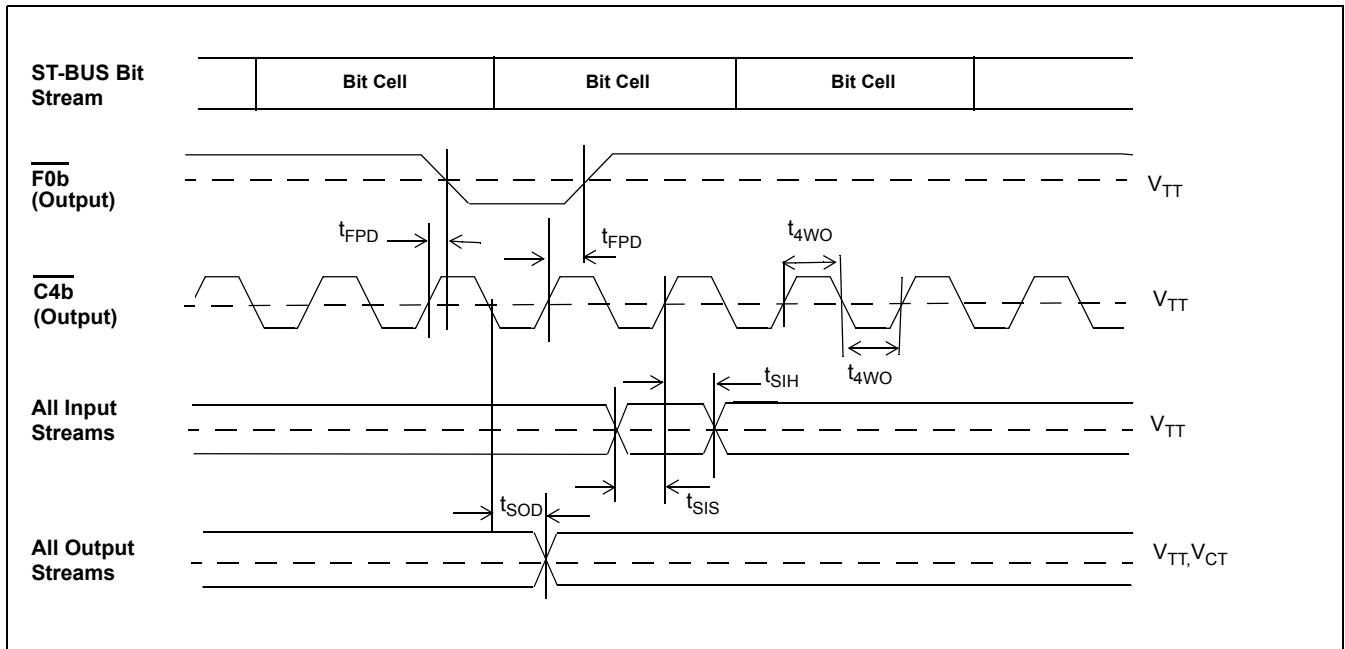 ST-BUS Bit
Stream
Bit Cell
Bit Cell
Bit Cell
F0b
(Output)
VTT
tFPD
tFPD
t4WO
C4b
(Output)
VTT
t4WO
tSIH
All Input
Streams
VTT
tSOD
tSIS
All Output
Streams
VTT,VCT